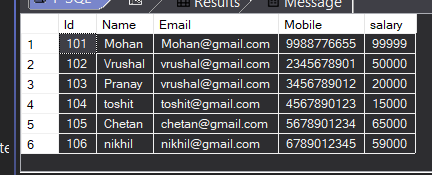 T-SQL Results Message
Id Name Email Mobile salary
1 101 Mohan Mohan@gmail.com 9988776655 99999
2 102 Vrushal vrushal@gmail.com 2345678901 50000
3 103 Pranay vrushal@gmail.com 3456789012 20000
4 104 toshit toshit@gmail.com 4567890123 15000
5 105 Chetan chetan@gmail.com 5678901234 65000
6 106 nikhil nikhil@gmail.com 6789012345 59000